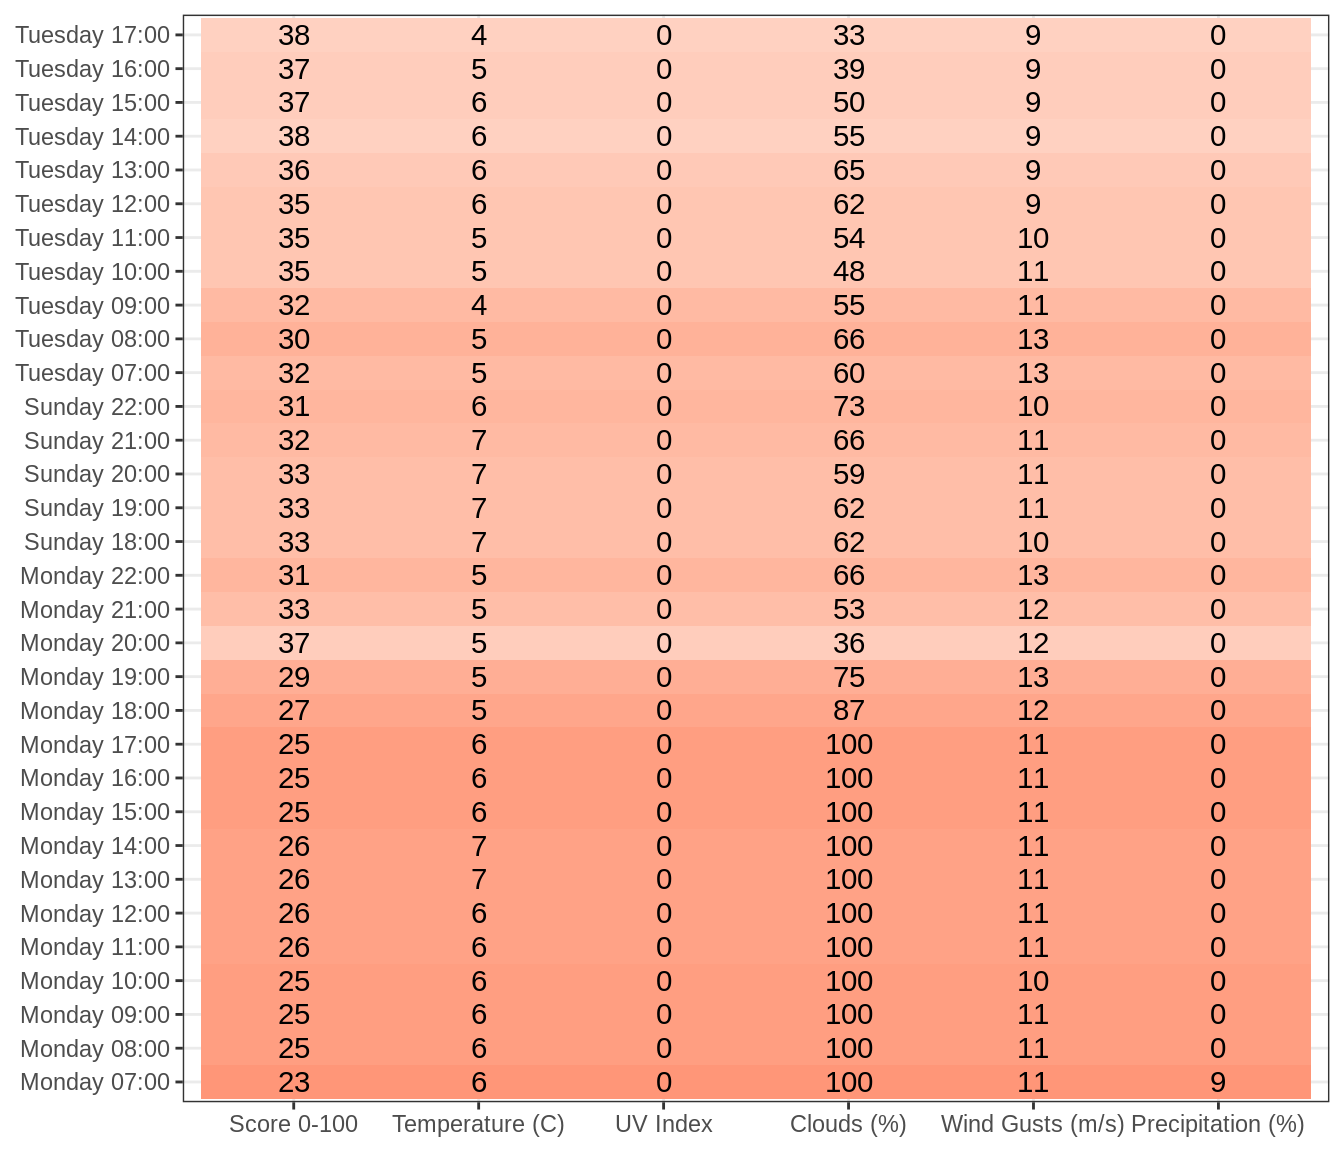 Tuesday 17:00 38 4 0 33 9 0
Tuesday 16:00 37 5 0 39 9 0
Tuesday 15:00 37 6 0 50 9 0
Tuesday 14:00 38 6 0 55 9 0
Tuesday 13:00 36 6 0 65 9 0
Tuesday 12:00 35 6 0 62 9 0
Tuesday 11:00 35 5 0 54 10 0
Tuesday 10:00 35 5 0 48 11 0
Tuesday 09:00 32 4 0 55 11 0
Tuesday 08:00 30 5 0 66 13 0
Tuesday 07:00 32 5 0 60 13 0
Sunday 22:00 31 6 0 73 10 0
Sunday 21:00 32 7 0 66 11 0
Sunday 20:00 33 7 0 59 11 0
Sunday 19:00 33 7 0 62 11 0
Sunday 18:00 33 7 0 62 10 0
Monday 22:00 31 5 0 66 13 0
Monday 21:00 33 5 0 53 12 0
Monday 20:00 37 5 0 36 12 0
Monday 19:00 29 5 0 75 13 0
Monday 18:00 27 5 0 87 12 0
Monday 17:00 25 6 0 100 11 0
Monday 16:00 25 6 0 100 11 0
Monday 15:00 25 6 0 100 11 0
Monday 14:00 26 7 0 100 11 0
Monday 13:00 26 7 0 100 11 0
Monday 12:00 26 6 0 100 11 0
Monday 11:00 26 6 0 100 11 0
Monday 10:00 25 6 0 100 10 0
Monday 09:00 25 6 0 100 11 0
Monday 08:00 25 6 0 100 11 0
Monday 07:00 23 6 0 100 11 9
Score 0-100 Temperature (C) UV Index Clouds (%) Wind Gusts (m/s) Precipitation (%)